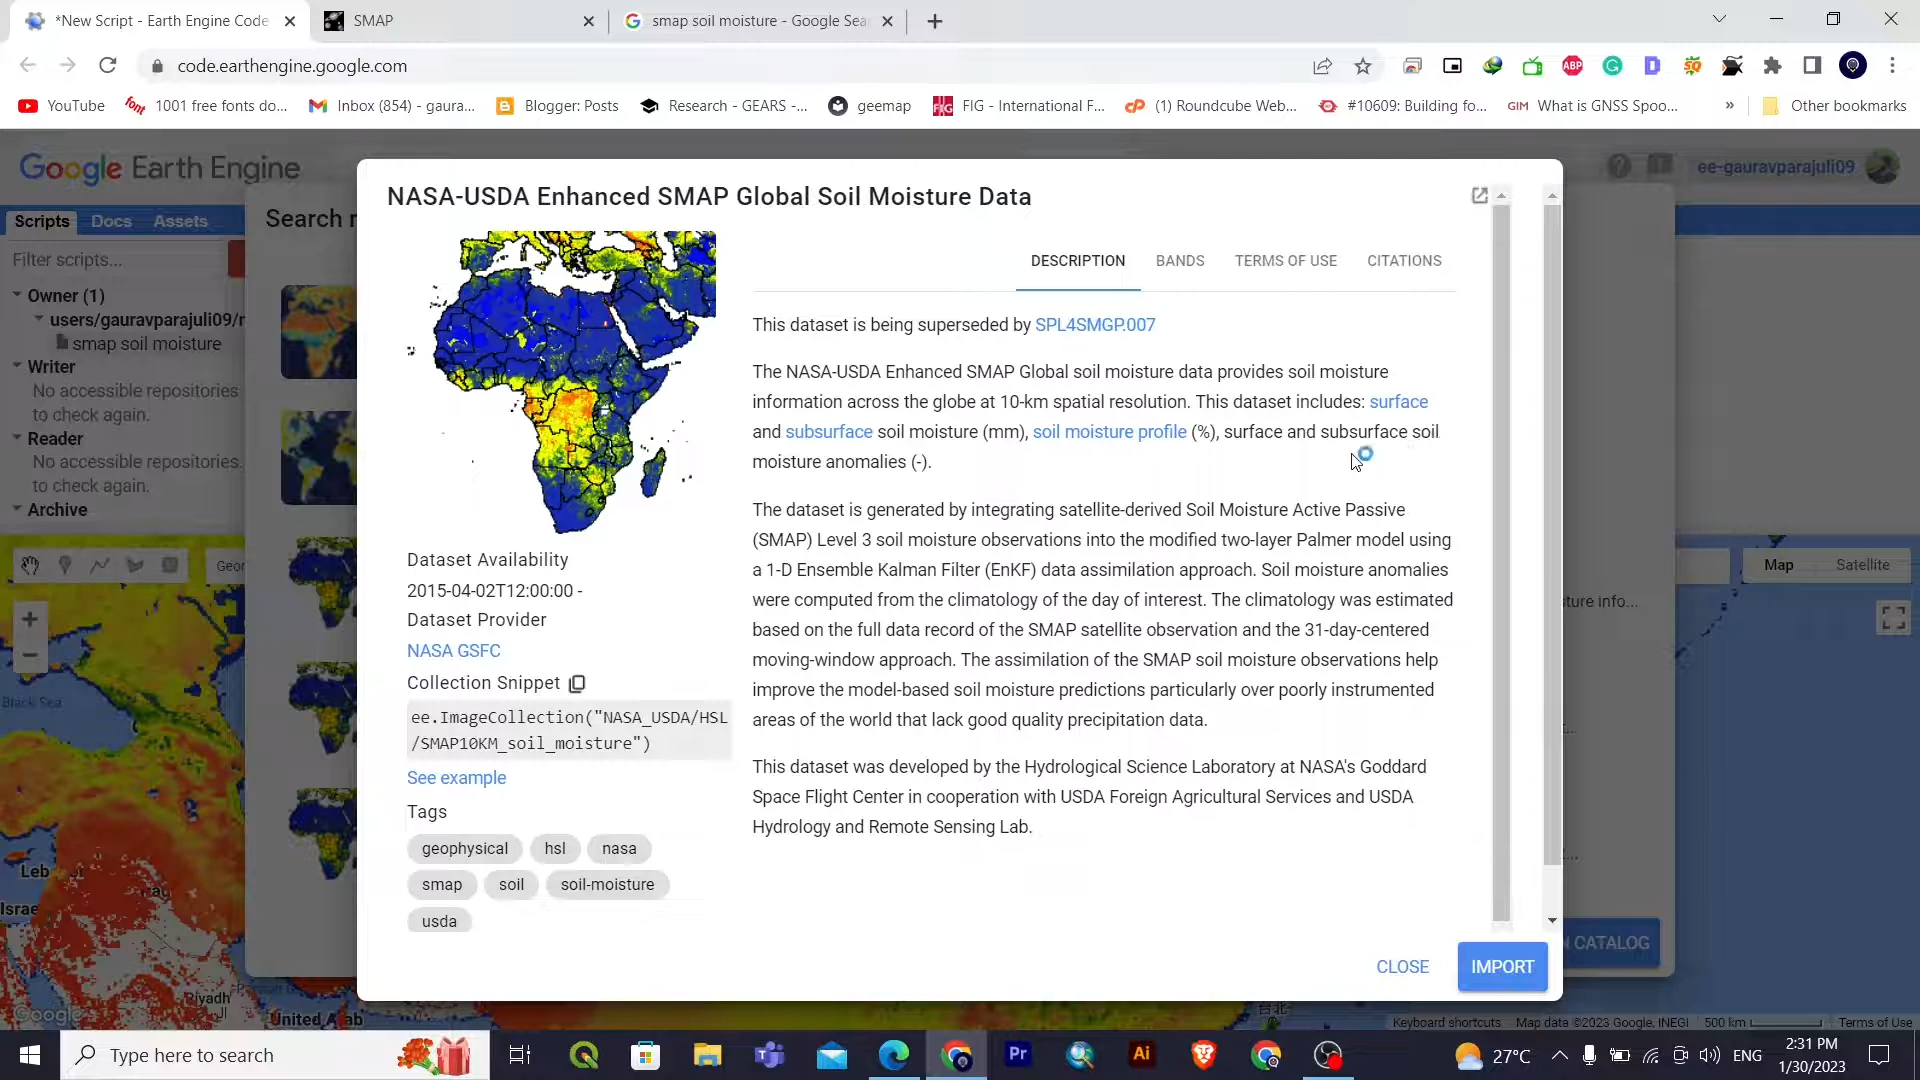 *New Script - Earth Engine Code
SMAP
smap soil moisture - Google Sea
code.earthengine.google.com
YouTube
1001 free fonts do...
Inbox (854) - gaura...
Blogger: Posts
Research - GEARS -...
geemap
FIG - International F...
(1) Roundcube Web...
#10609: Building fo...
What is GNSS Spoo...
»
Other bookmarks
Google Earth Engine
ee-gauravparajuli09
Scripts Docs Assets
Filter scripts...
Owner (1)
users/gauravparajuli09/
smap soil moisture
Writer
No accessible repositories
to check again.
Reader
No accessible repositories
to check again.
Archive
NASA-USDA Enhanced SMAP Global Soil Moisture Data
DESCRIPTION BANDS TERMS OF USE CITATIONS
This dataset is being superseded by SPL4SMGP.007
The NASA-USDA Enhanced SMAP Global soil moisture data provides soil moisture
information across the globe at 10-km spatial resolution. This dataset includes: surface
and subsurface soil moisture (mm), soil moisture profile (%), surface and subsurface soil
moisture anomalies (-).
The dataset is generated by integrating satellite-derived Soil Moisture Active Passive
(SMAP) Level 3 soil moisture observations into the modified two-layer Palmer model using
a 1-D Ensemble Kalman Filter (EnKF) data assimilation approach. Soil moisture anomalies
were computed from the climatology of the day of interest. The climatology was estimated
based on the full data record of the SMAP satellite observation and the 31-day-centered
moving-window approach. The assimilation of the SMAP soil moisture observations help
improve the model-based soil moisture predictions particularly over poorly instrumented
areas of the world that lack good quality precipitation data.
This dataset was developed by the Hydrological Science Laboratory at NASA's Goddard
Space Flight Center in cooperation with USDA Foreign Agricultural Services and USDA
Hydrology and Remote Sensing Lab.
Dataset Availability
2015-04-02T12:00:00 -
Dataset Provider
NASA GSFC
Collection Snippet
ee.ImageCollection("NASA_USDA/HSL
/SMAP10KM_soil_moisture")
See example
Tags
geophysical hsl nasa
smap soil soil-moisture
usda
CLOSE IMPORT
CATALOG
Search
Map Satellite
Black Sea
Riyadh
Google
Keyboard shortcuts Map date ©2023 Google, INEGI 500 km Terms of Use
Type here to search
27°C
ENG
2:31 PM
1/30/2023